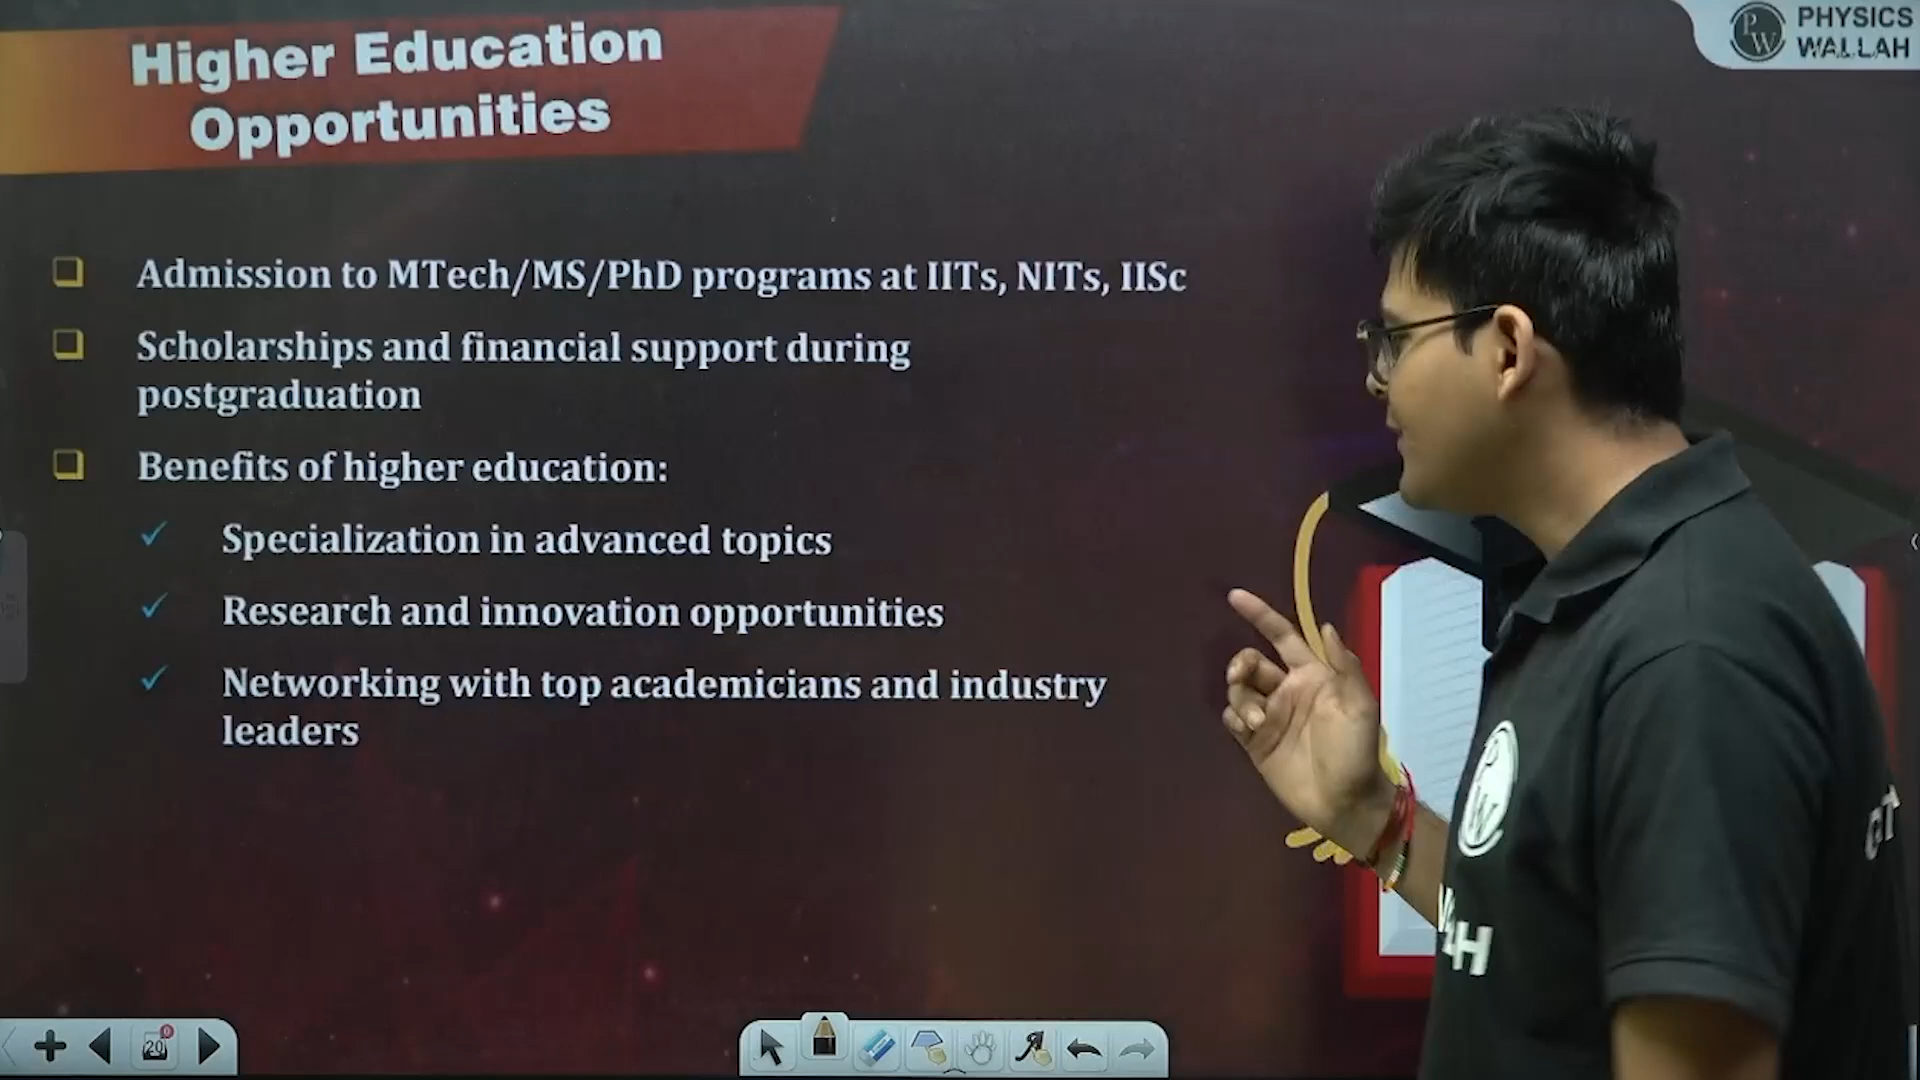 Higher Education
Opportunities
PHYSICS
WALLAH
Admission to MTech/MS/PhD programs at IITs, NITs, IISc
Scholarships and financial support during
postgraduation
Benefits of higher education:
Specialization in advanced topics
Research and innovation opportunities
Networking with top academicians and industry
leaders
20
0